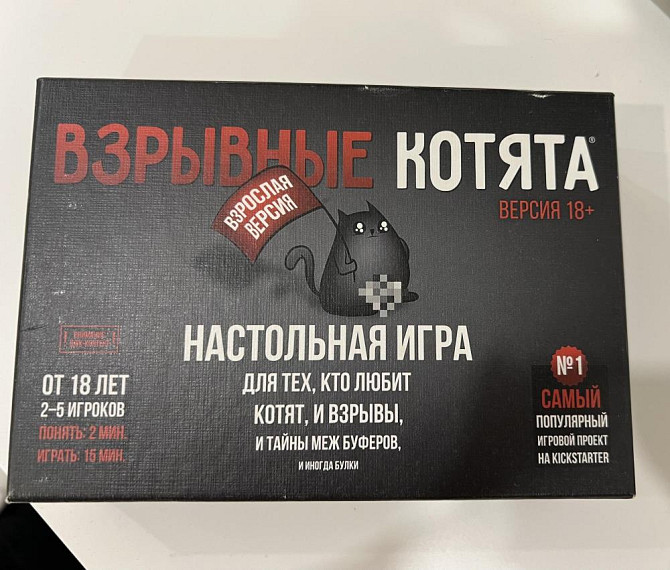 ВЗРЫВНЫЕ КОТЯТА®
ВЕРСИЯ 18+
ВЗРОСЛАЯ
ВЕРСИЯ
НАСТОЛЬНАЯ ИГРА
ДЛЯ ТЕХ, КТО ЛЮБИТ
КОТЯТ, И ВЗРЫВЫ,
И ТАЙНЫ МЕЖ БУФЕРОВ,
И ИНОГДА БУЛКИ
ОТ 18 ЛЕТ
2–5 ИГРОКОВ
ПОНЯТЬ: 2 МИН.
ИГРАТЬ: 15 МИН.
№1
САМЫЙ
ПОПУЛЯРНЫЙ
ИГРОВОЙ ПРОЕКТ
НА KICKSTARTER